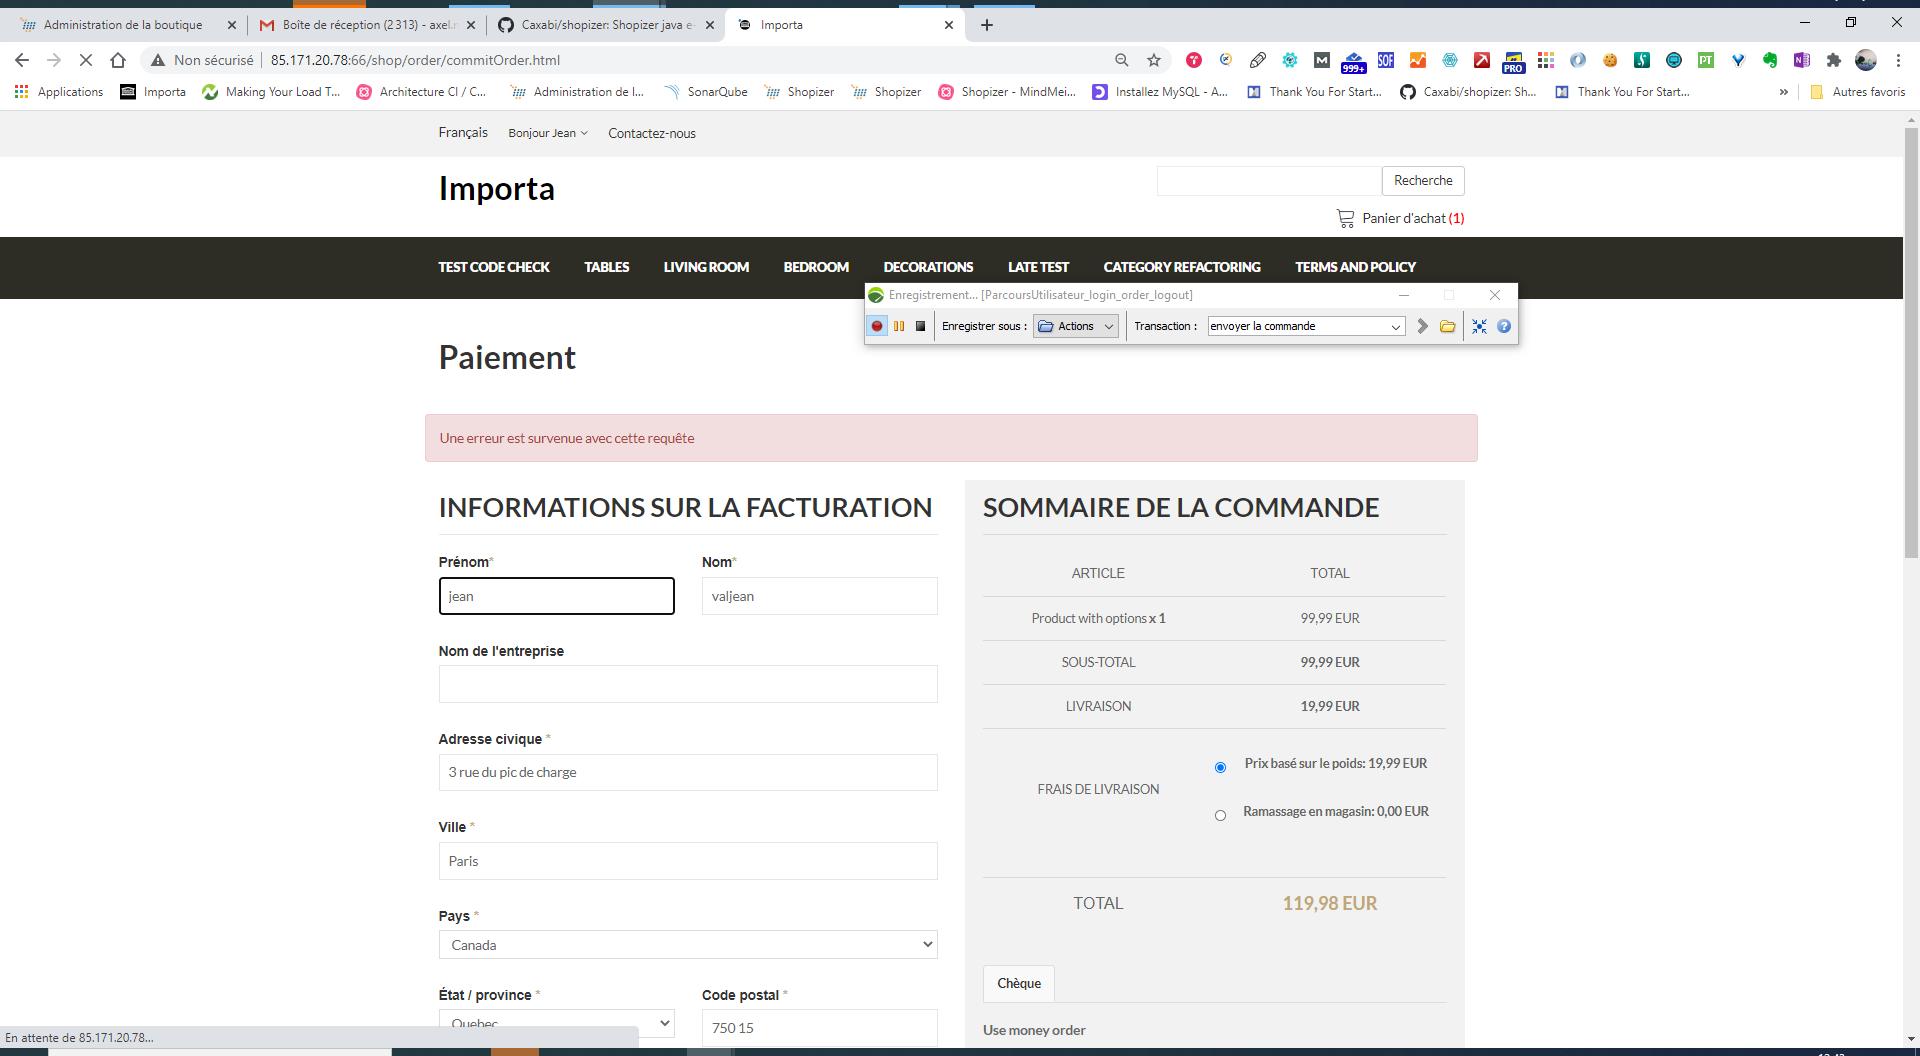 Administration de la boutique
Boîte de réception (2 313) - axel.r
Caxabi/shopizer: Shopizer java e-
Importa
Non sécurisé
85.171.20.78:66/shop/order/commitOrder.html
Applications
Importa
Making Your Load T...
Architecture CI / C...
Administration de l...
SonarQube
Shopizer
Shopizer
Shopizer - MindMei...
Installez MySQL - A...
Thank You For Start...
Caxabi/shopizer: Sh...
Thank You For Start...
»
Autres favoris
Français
Bonjour Jean
Contactez-nous
Importa
Recherche
Panier d'achat (1)
TEST CODE CHECK
TABLES
LIVING ROOM
BEDROOM
DECORATIONS
LATE TEST
CATEGORY REFACTORING
TERMS AND POLICY
Enregistrement... [ParcoursUtilisateur_login_order_logout]
Enregistrer sous :
Actions
Transaction :
envoyer la commande
Paiement
Une erreur est survenue avec cette requête
INFORMATIONS SUR LA FACTURATION
Prénom*
Nom*
jean
valjean
Nom de l'entreprise
Adresse civique *
3 rue du pic de charge
Ville *
Paris
Pays *
Canada
État / province *
Code postal *
Quebec
750 15
SOMMAIRE DE LA COMMANDE
ARTICLE
TOTAL
Product with options x 1
99,99 EUR
SOUS-TOTAL
99,99 EUR
LIVRAISON
19,99 EUR
FRAIS DE LIVRAISON
Prix basé sur le poids: 19,99 EUR
Ramassage en magasin: 0,00 EUR
TOTAL
119,98 EUR
Chèque
Use money order
En attente de 85.171.20.78...